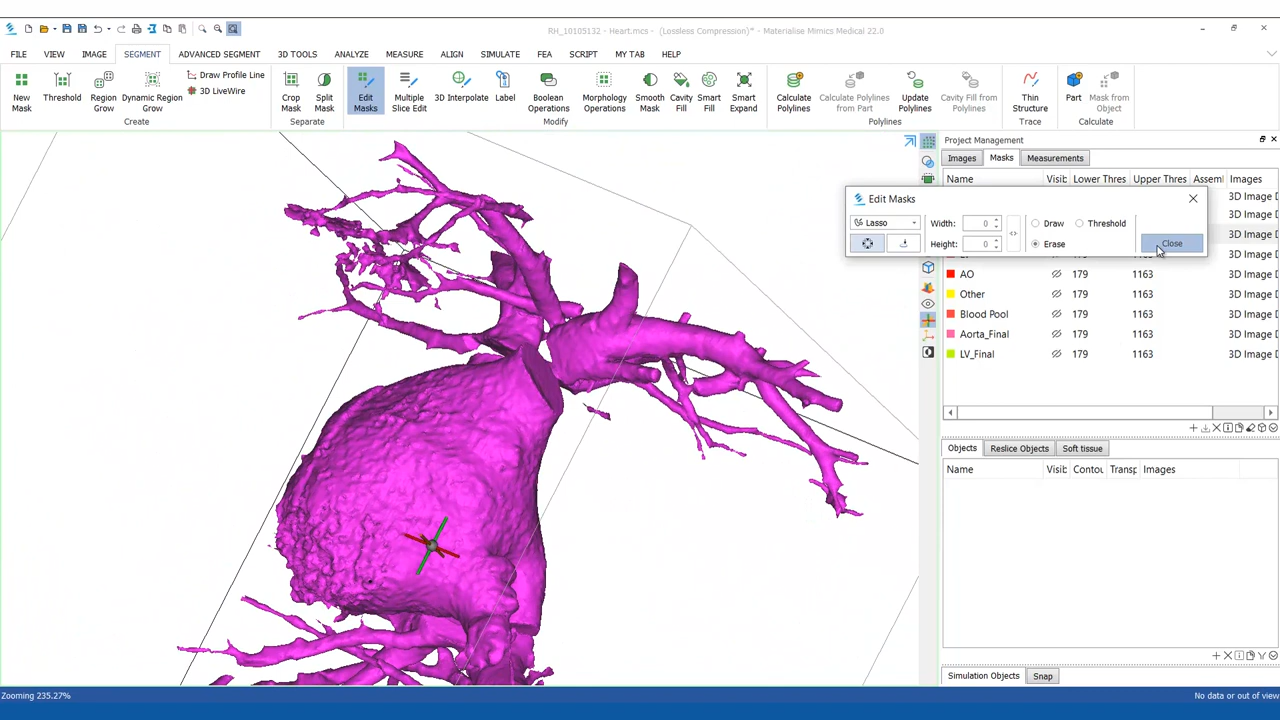 RH_10105132 - Heart.mcs - (Lossless Compression)* - Materialise Mimics Medical 22.0
FILE VIEW IMAGE SEGMENT ADVANCED SEGMENT 3D TOOLS ANALYZE MEASURE ALIGN SIMULATE FEA SCRIPT MY TAB HELP
Draw Profile Line
3D LiveWire
New Mask Threshold Region Grow Dynamic Region Grow Crop Mask Split Mask Edit Masks Multiple Slice Edit 3D Interpolate Label Boolean Operations Morphology Operations Smooth Mask Cavity Fill Smart Fill Smart Expand Calculate Polylines Calculate Polylines from Part Update Polylines Cavity Fill from Polylines Thin Structure Part Mask from Object
Create Separate Modify Polylines Trace Calculate
Project Management
Images Masks Measurements
Name Visib Lower Thres Upper Thres Assem Images
3D Image D
Edit Masks
3D Image D
Lasso Width: 0 Draw Threshold
3D Image D
Height: 0 Erase Close
179 1163 3D Image D
AO 179 1163 3D Image D
Other 179 1163 3D Image D
Blood Pool 179 1163 3D Image D
Aorta_Final 179 1163 3D Image D
LV_Final 179 1163 3D Image D
Objects Reslice Objects Soft tissue
Name Visib Contou Transp Images
Simulation Objects Snap
Zooming 235.27% No data or out of view